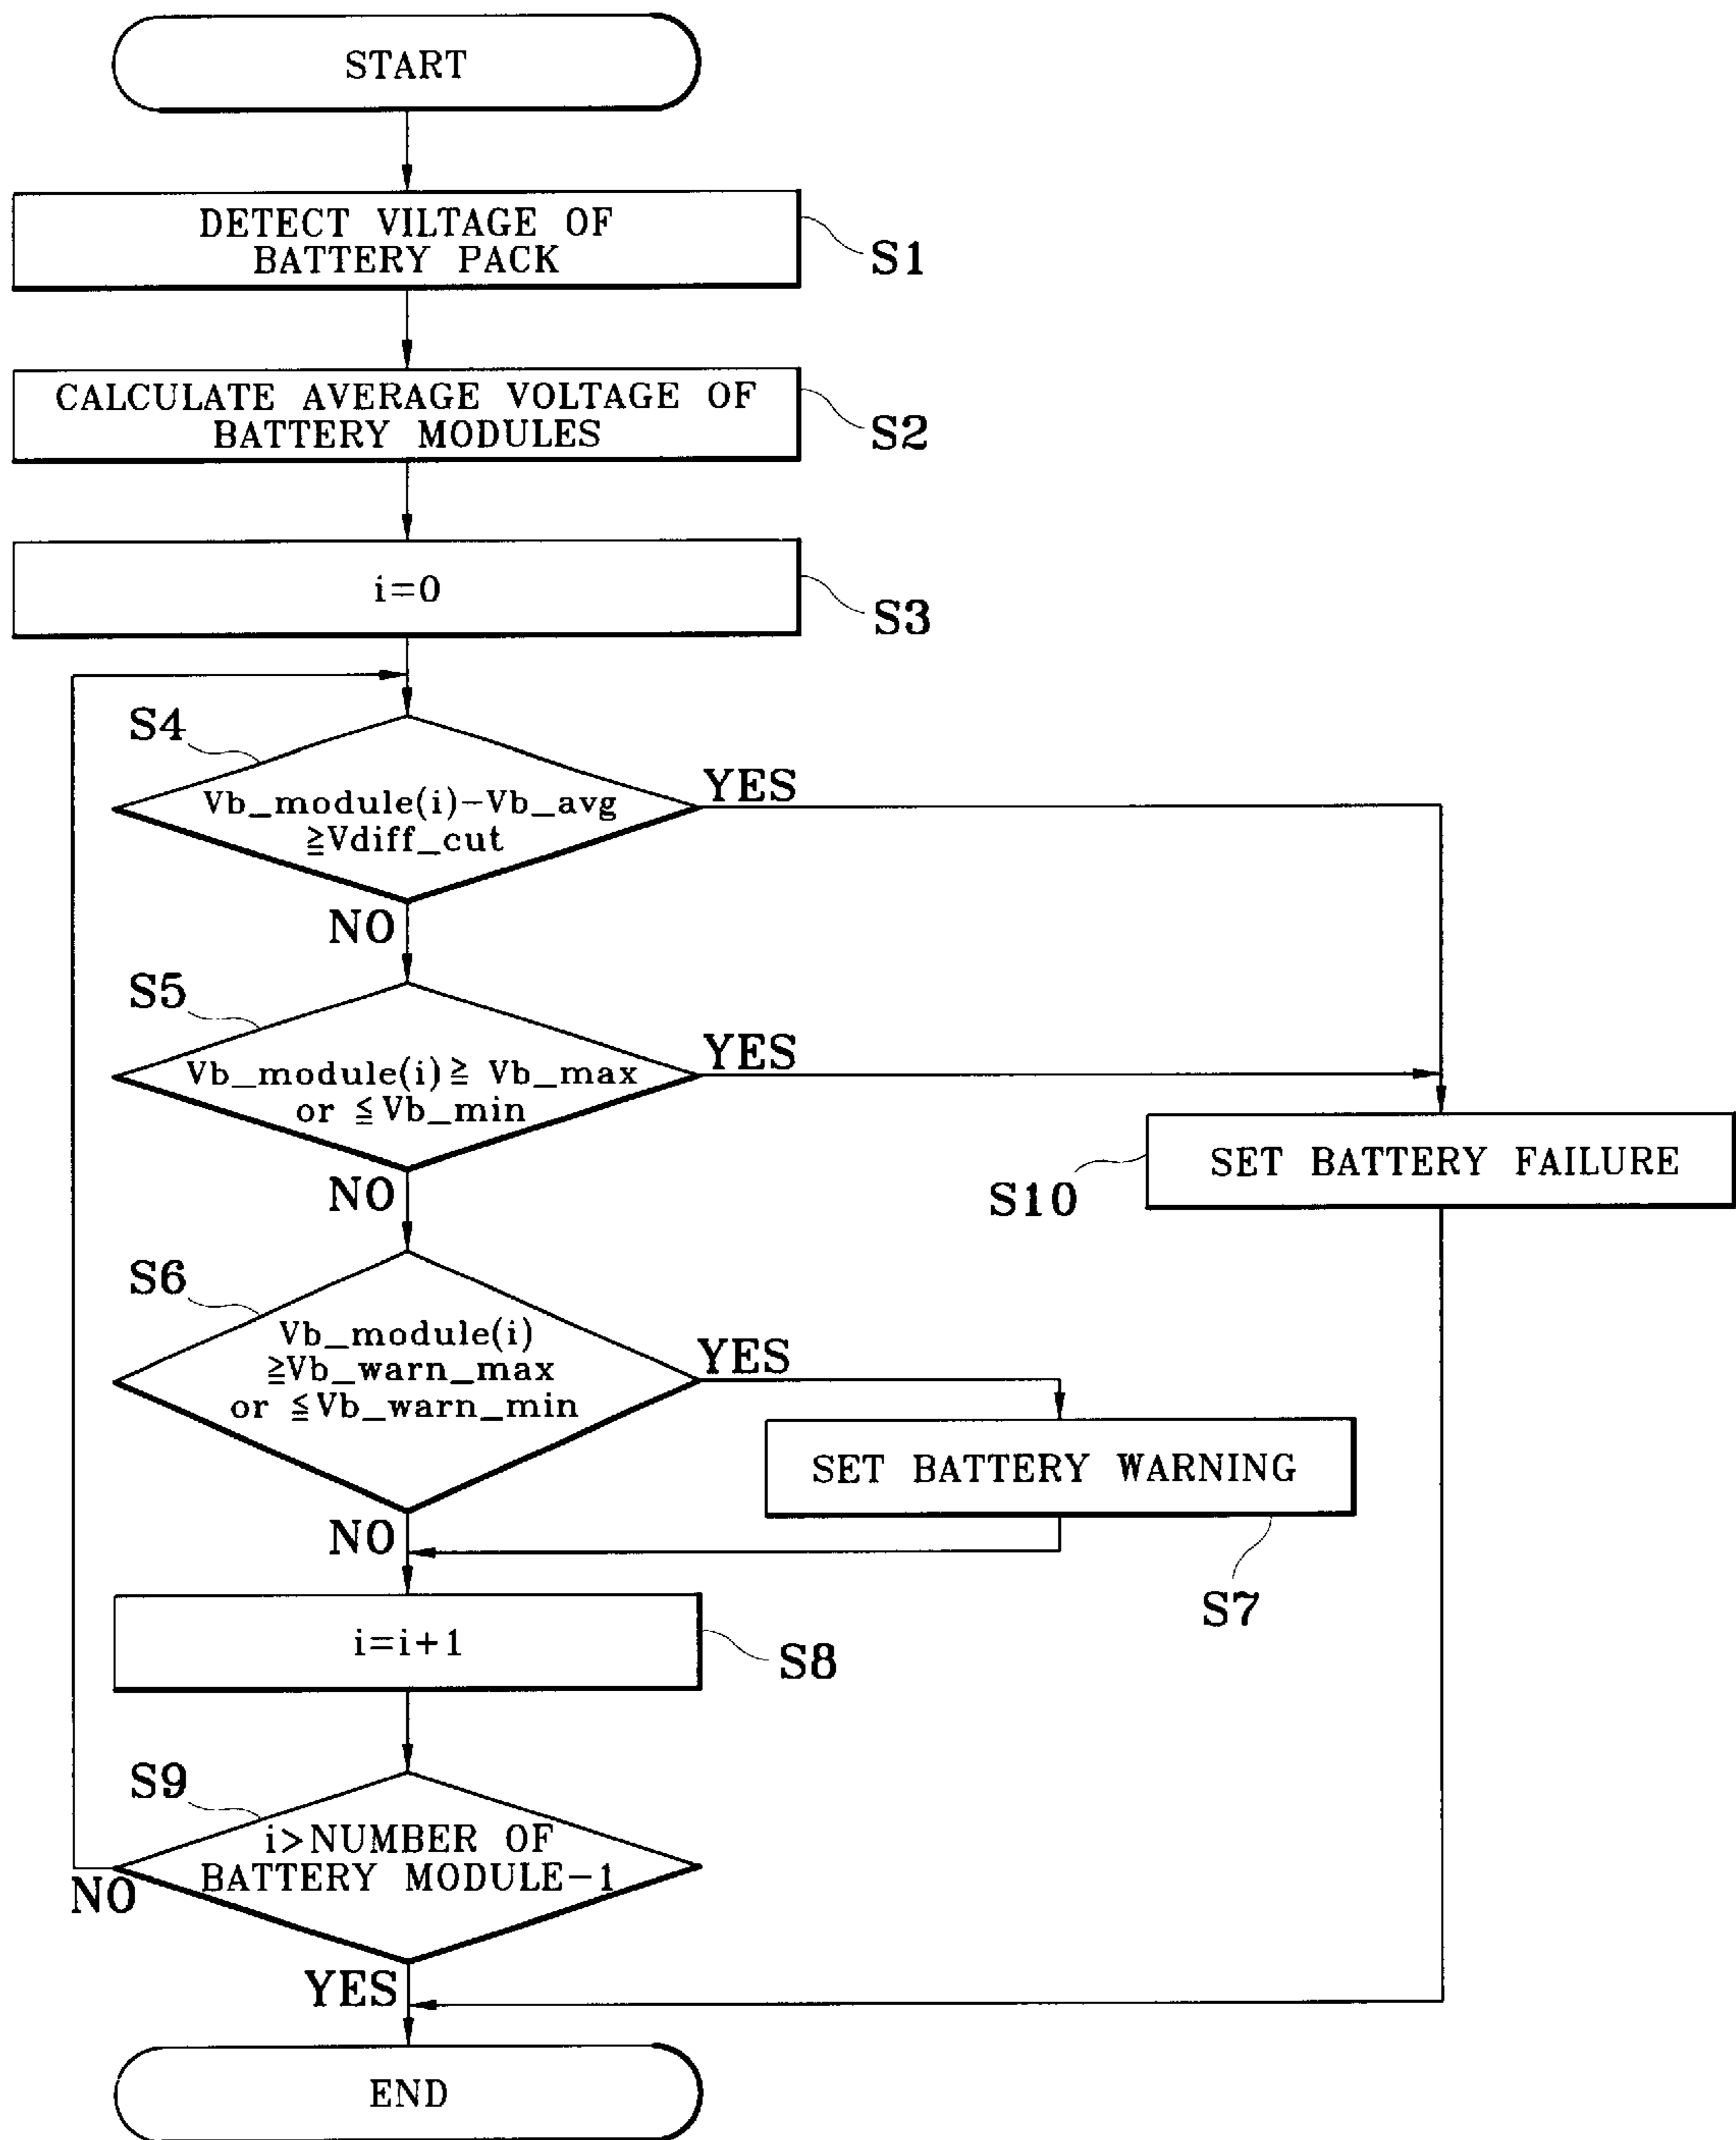 START
DETECT VILTAGE OF
BATTERY PACK
S1
CALCULATE AVERAGE VOLTAGE OF
BATTERY MODULES
S2
i=0
S3
S4
Vb_module(i)-Vb_avg
≧Vdiff_cut
YES
NO
S5
Vb_module(i)≧ Vb_max
or ≦Vb_min
YES
NO
SET BATTERY FAILURE
S10
S6
Vb_module(i)
≧Vb_warn_max
or ≦Vb_warn_min
YES
NO
SET BATTERY WARNING
S7
i=i+1
S8
S9
i>NUMBER OF
BATTERY MODULE-1
NO
YES
END